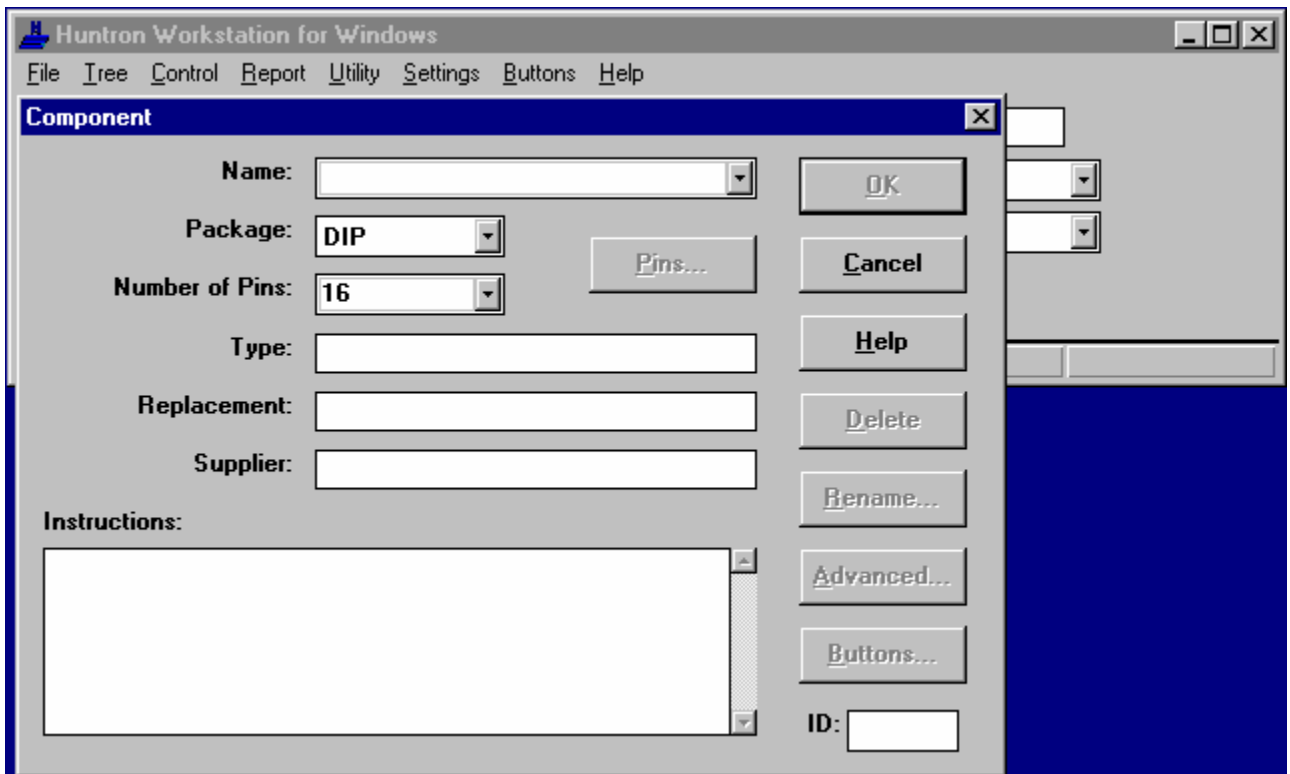 Huntron Workstation for Windows
File Tree Control Report Utility Settings Buttons Help
Component
Name:
OK
Package: DIP
Pins...
Cancel
Number of Pins: 16
Type:
Help
Replacement:
Delete
Supplier:
Rename...
Instructions:
Advanced...
Buttons...
ID: